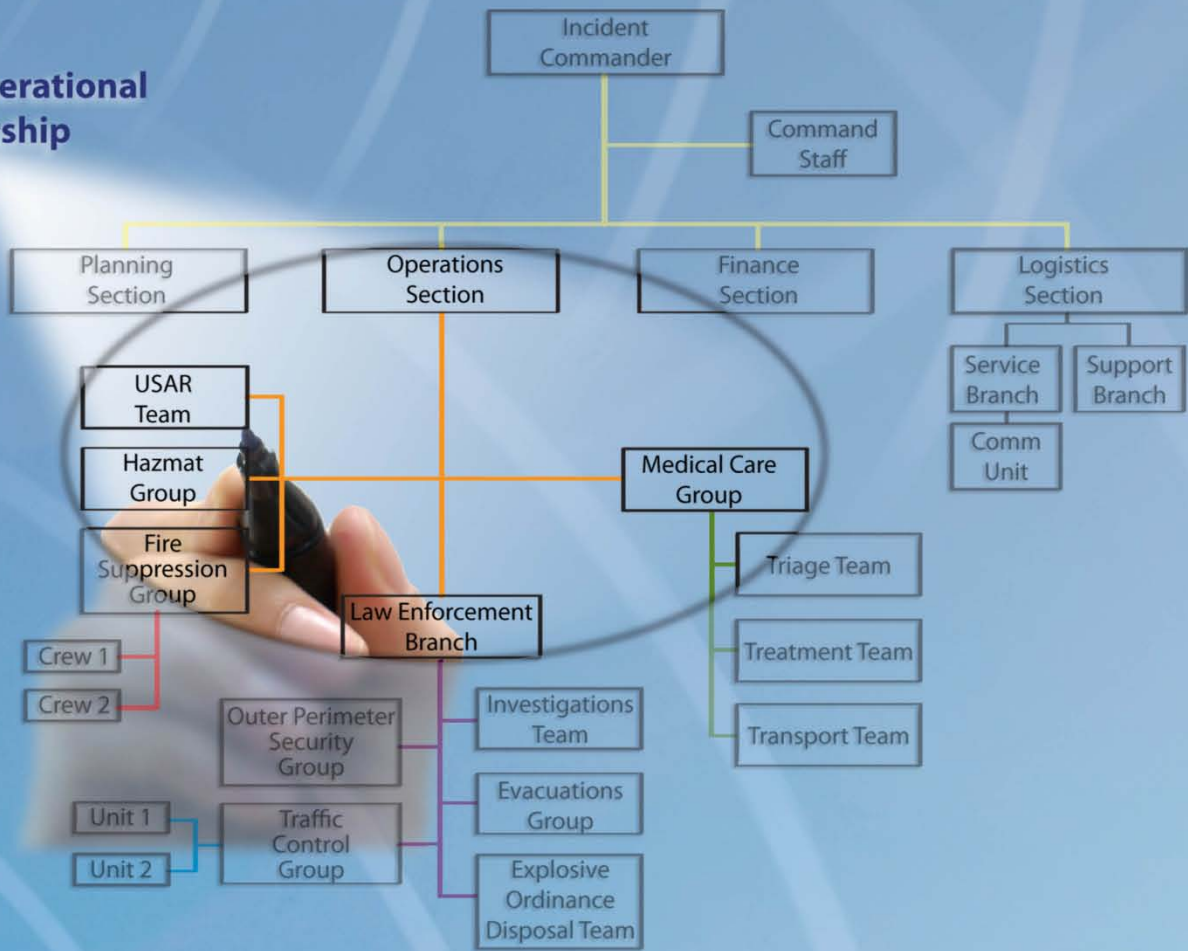 erational
ship
Incident
Commander
Command
Staff
Planning
Section
Operations
Section
Finance
Section
Logistics
Section
USAR
Team
Service
Branch
Support
Branch
Hazmat
Group
Medical Care
Group
Comm
Unit
Fire
Suppression
Group
Triage Team
Law Enforcement
Branch
Crew 1
Treatment Team
Crew 2
Outer Perimeter
Security
Group
Investigations
Team
Transport Team
Unit 1
Unit 2
Traffic
Control
Group
Evacuations
Group
Explosive
Ordinance
Disposal Team